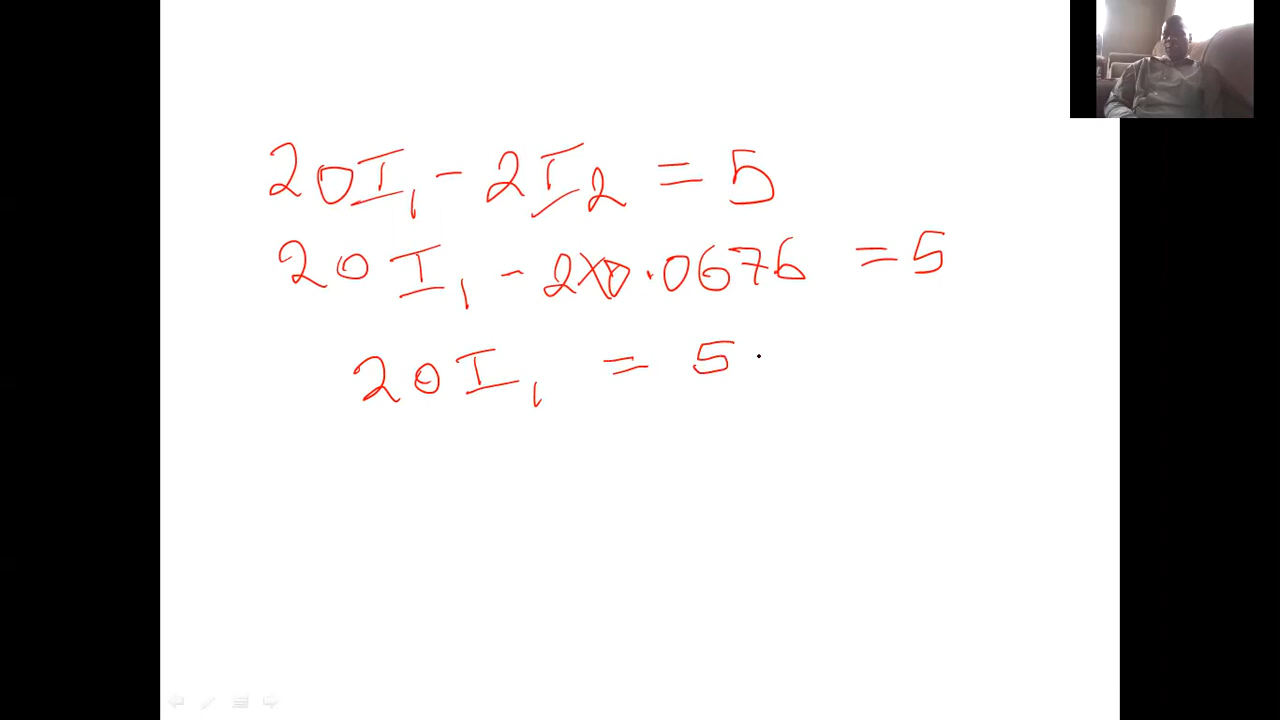 20I₁ - 2I₂ = 5
20I₁ - 2×0.0676 = 5
20I₁ = 5